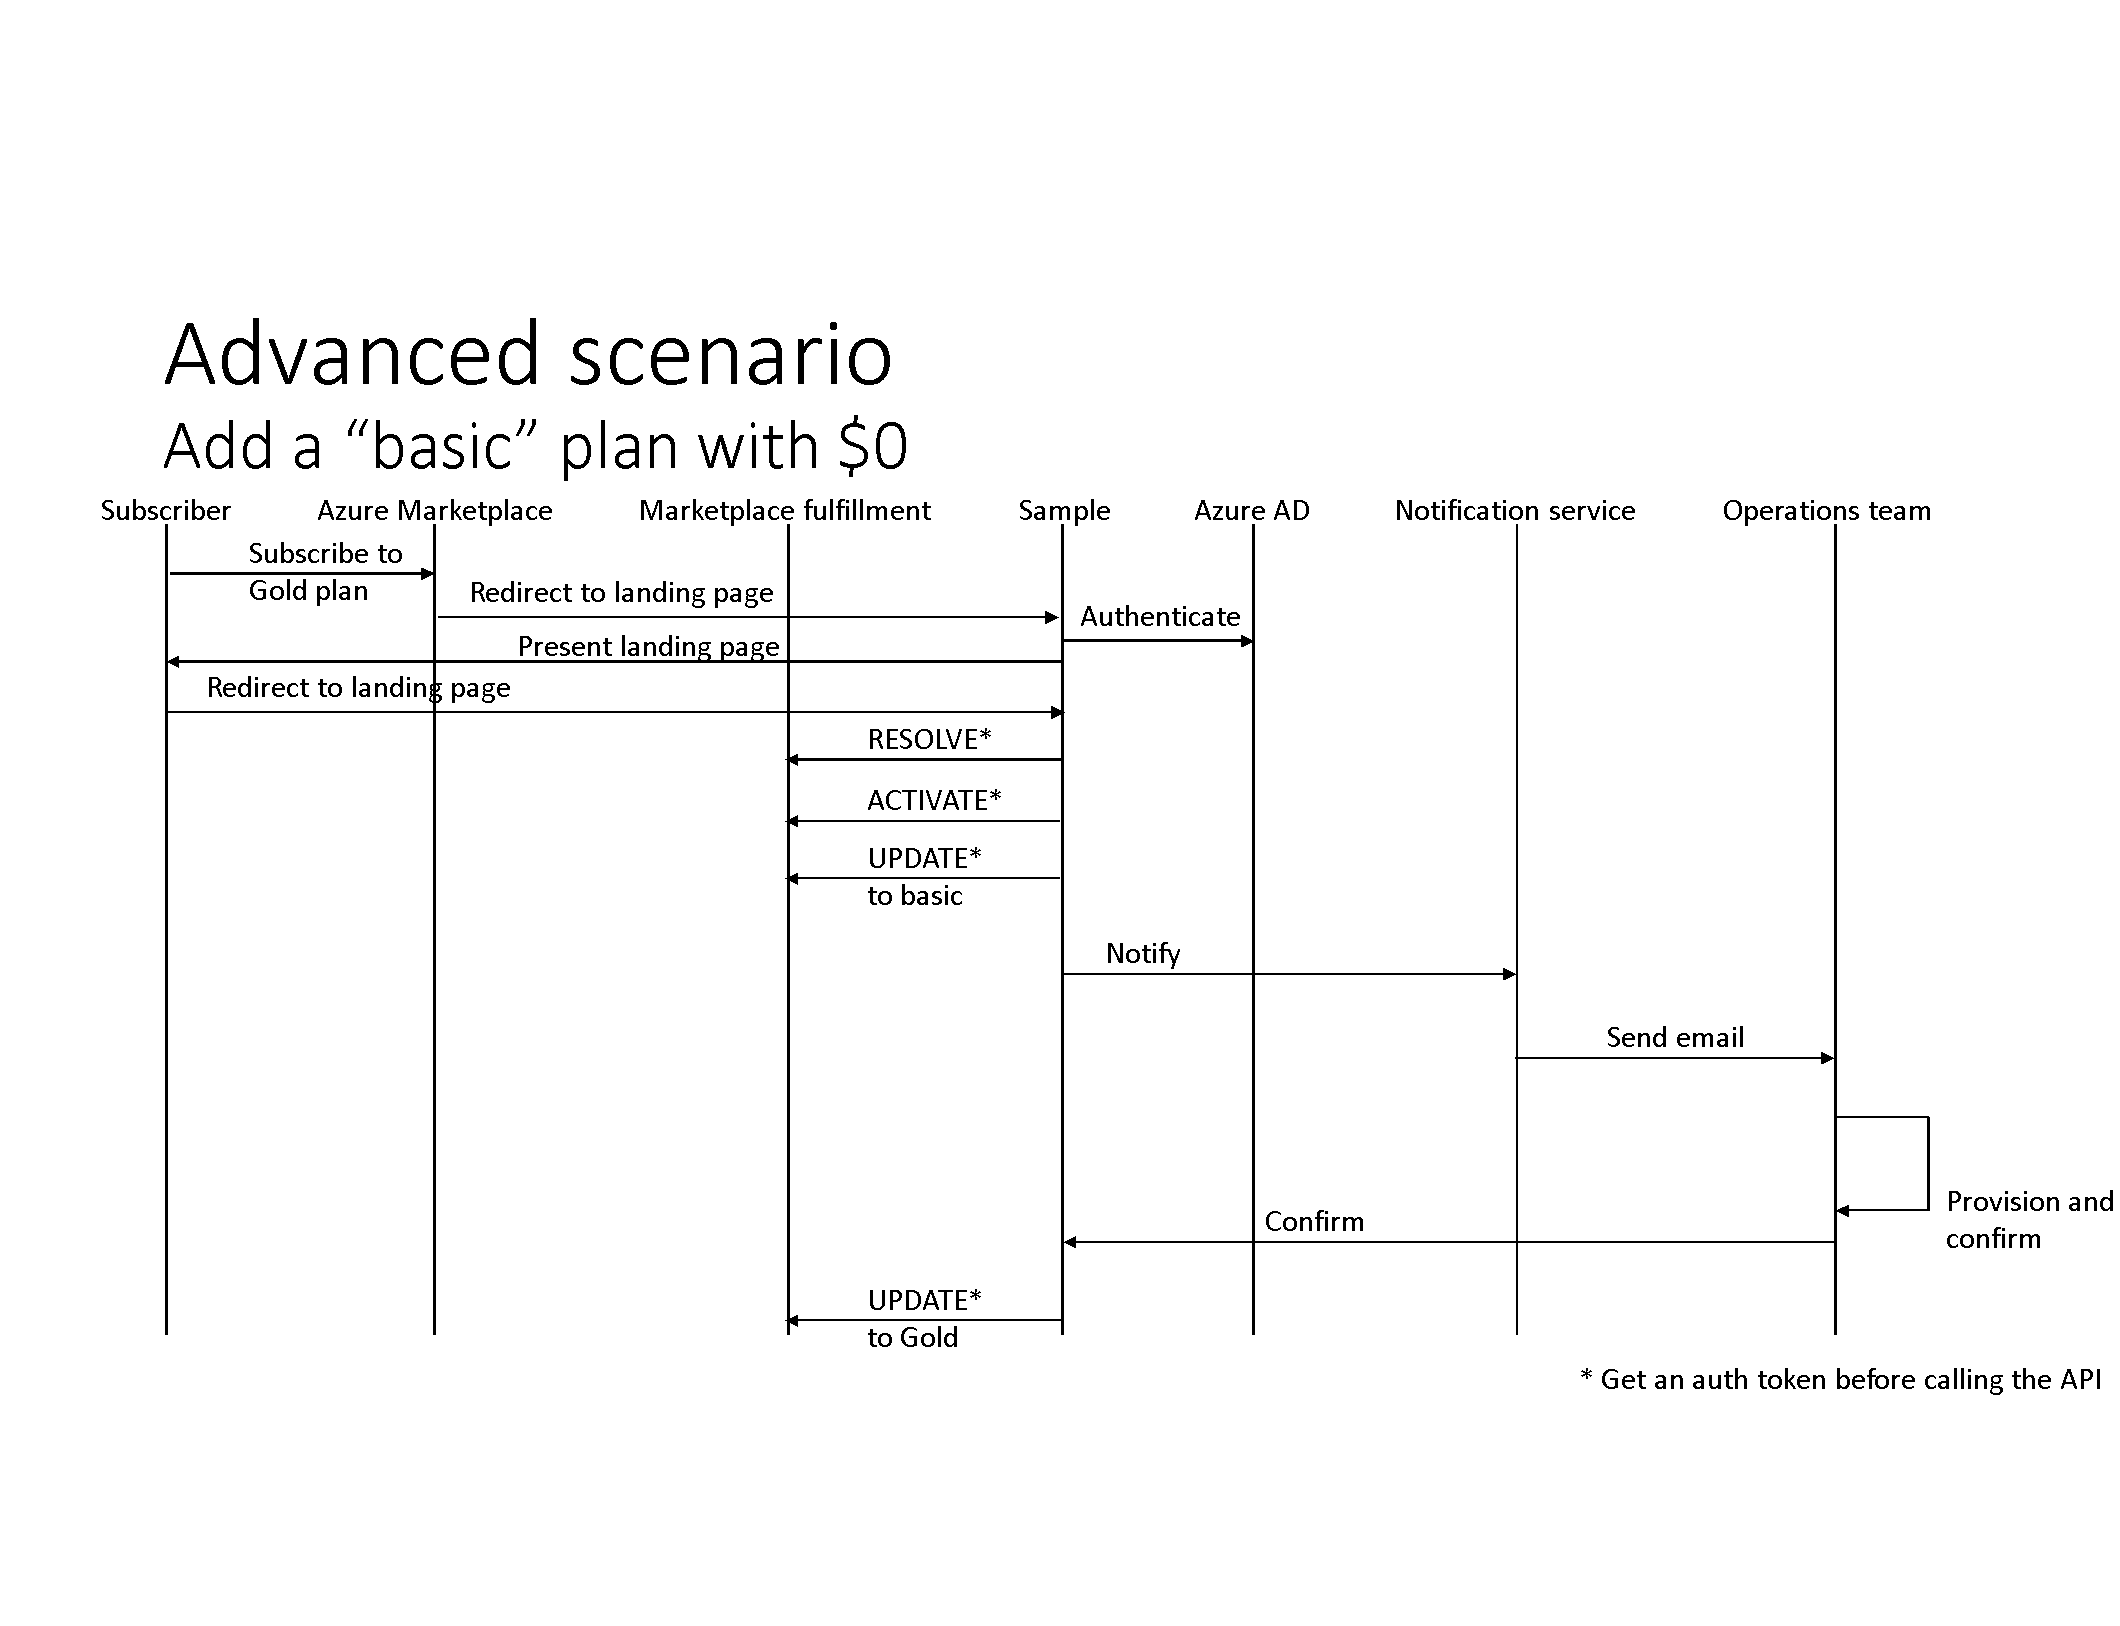 Advanced scenario
Add a “basic” plan with $0
Subscriber
Azure Marketplace
Marketplace fulfillment
Sample
Azure AD
Notification service
Operations team
Subscribe to
Gold plan
Redirect to landing page
Authenticate
Present landing page
Redirect to landing page
RESOLVE*
ACTIVATE*
UPDATE*
to basic
Notify
Send email
Provision and
confirm
Confirm
UPDATE*
to Gold
* Get an auth token before calling the API